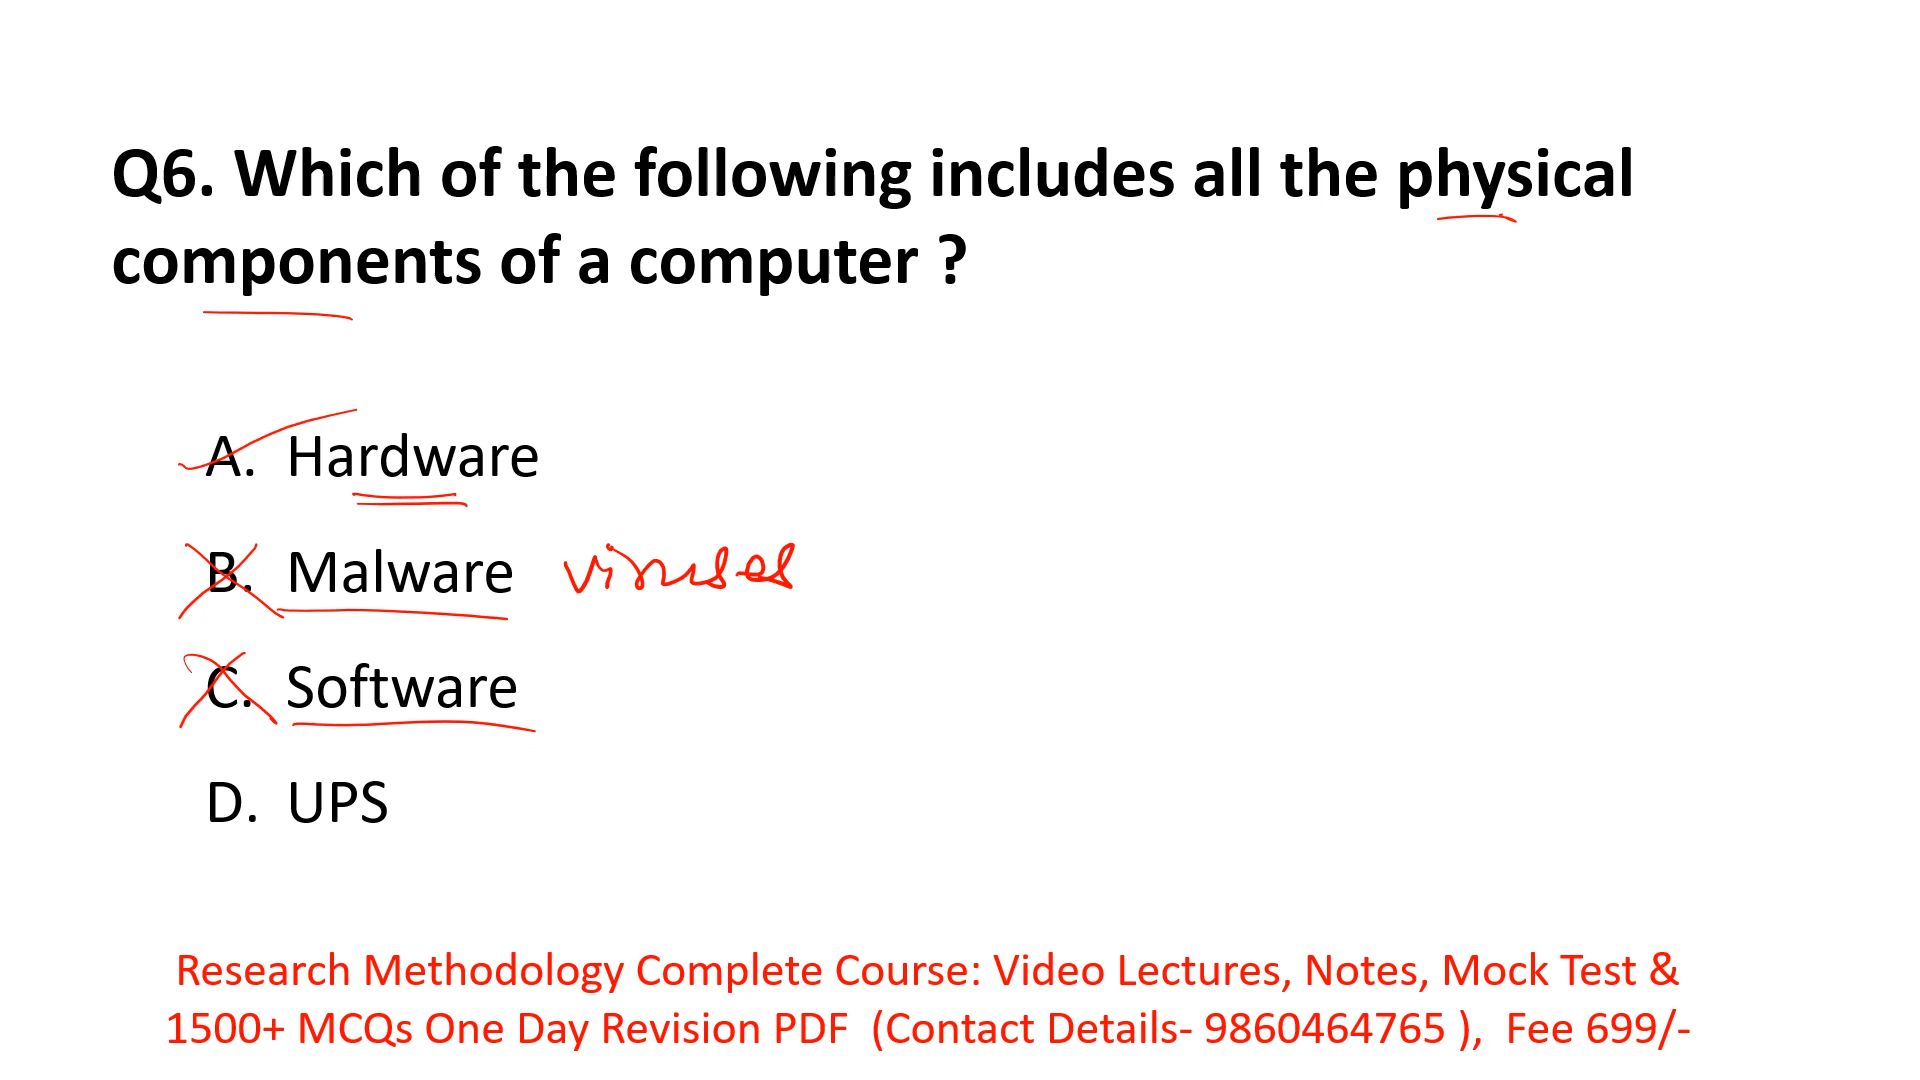 Q6. Which of the following includes all the physical
components of a computer ?
A. Hardware
B. Malware viruses
C. Software
D. UPS
Research Methodology Complete Course: Video Lectures, Notes, Mock Test &
1500+ MCQs One Day Revision PDF (Contact Details- 9860464765 ), Fee 699/-